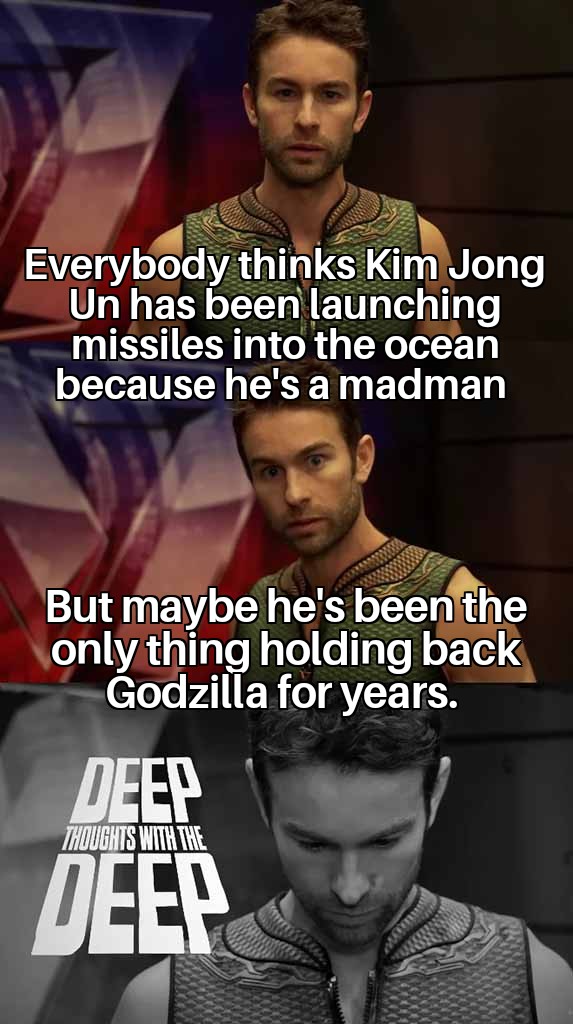 Everybody thinks Kim Jong
Un has been launching
missiles into the ocean
because he's a madman
But maybe he's been the
only thing holding back
Godzilla for years.
DEEP
THOUGHTS WITH THE
DEEP